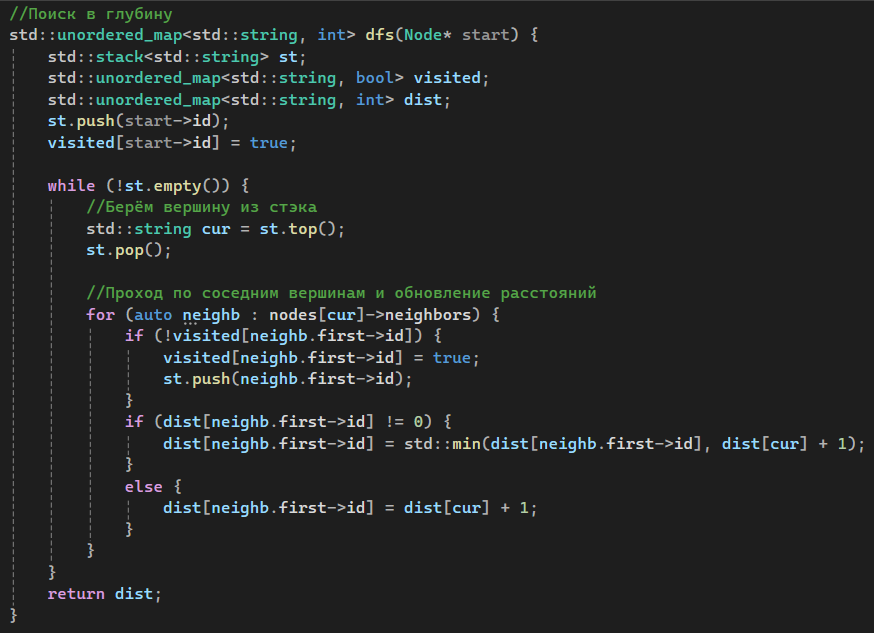 //Поиск в глубину
std::unordered_map<std::string, int> dfs(Node* start) {
    std::stack<std::string> st;
    std::unordered_map<std::string, bool> visited;
    std::unordered_map<std::string, int> dist;
    st.push(start->id);
    visited[start->id] = true;

    while (!st.empty()) {
        //Берём вершину из стэка
        std::string cur = st.top();
        st.pop();

        //Проход по соседним вершинам и обновление расстояний
        for (auto neighb : nodes[cur]->neighbors) {
            if (!visited[neighb.first->id]) {
                visited[neighb.first->id] = true;
                st.push(neighb.first->id);
            }
            if (dist[neighb.first->id] != 0) {
                dist[neighb.first->id] = std::min(dist[neighb.first->id], dist[cur] + 1);
            }
            else {
                dist[neighb.first->id] = dist[cur] + 1;
            }
        }
    }
    return dist;
}